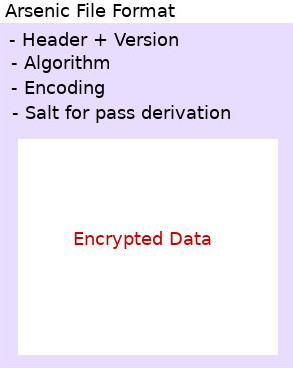 Arsenic File Format
- Header + Version
- Algorithm
- Encoding
- Salt for pass derivation
Encrypted Data